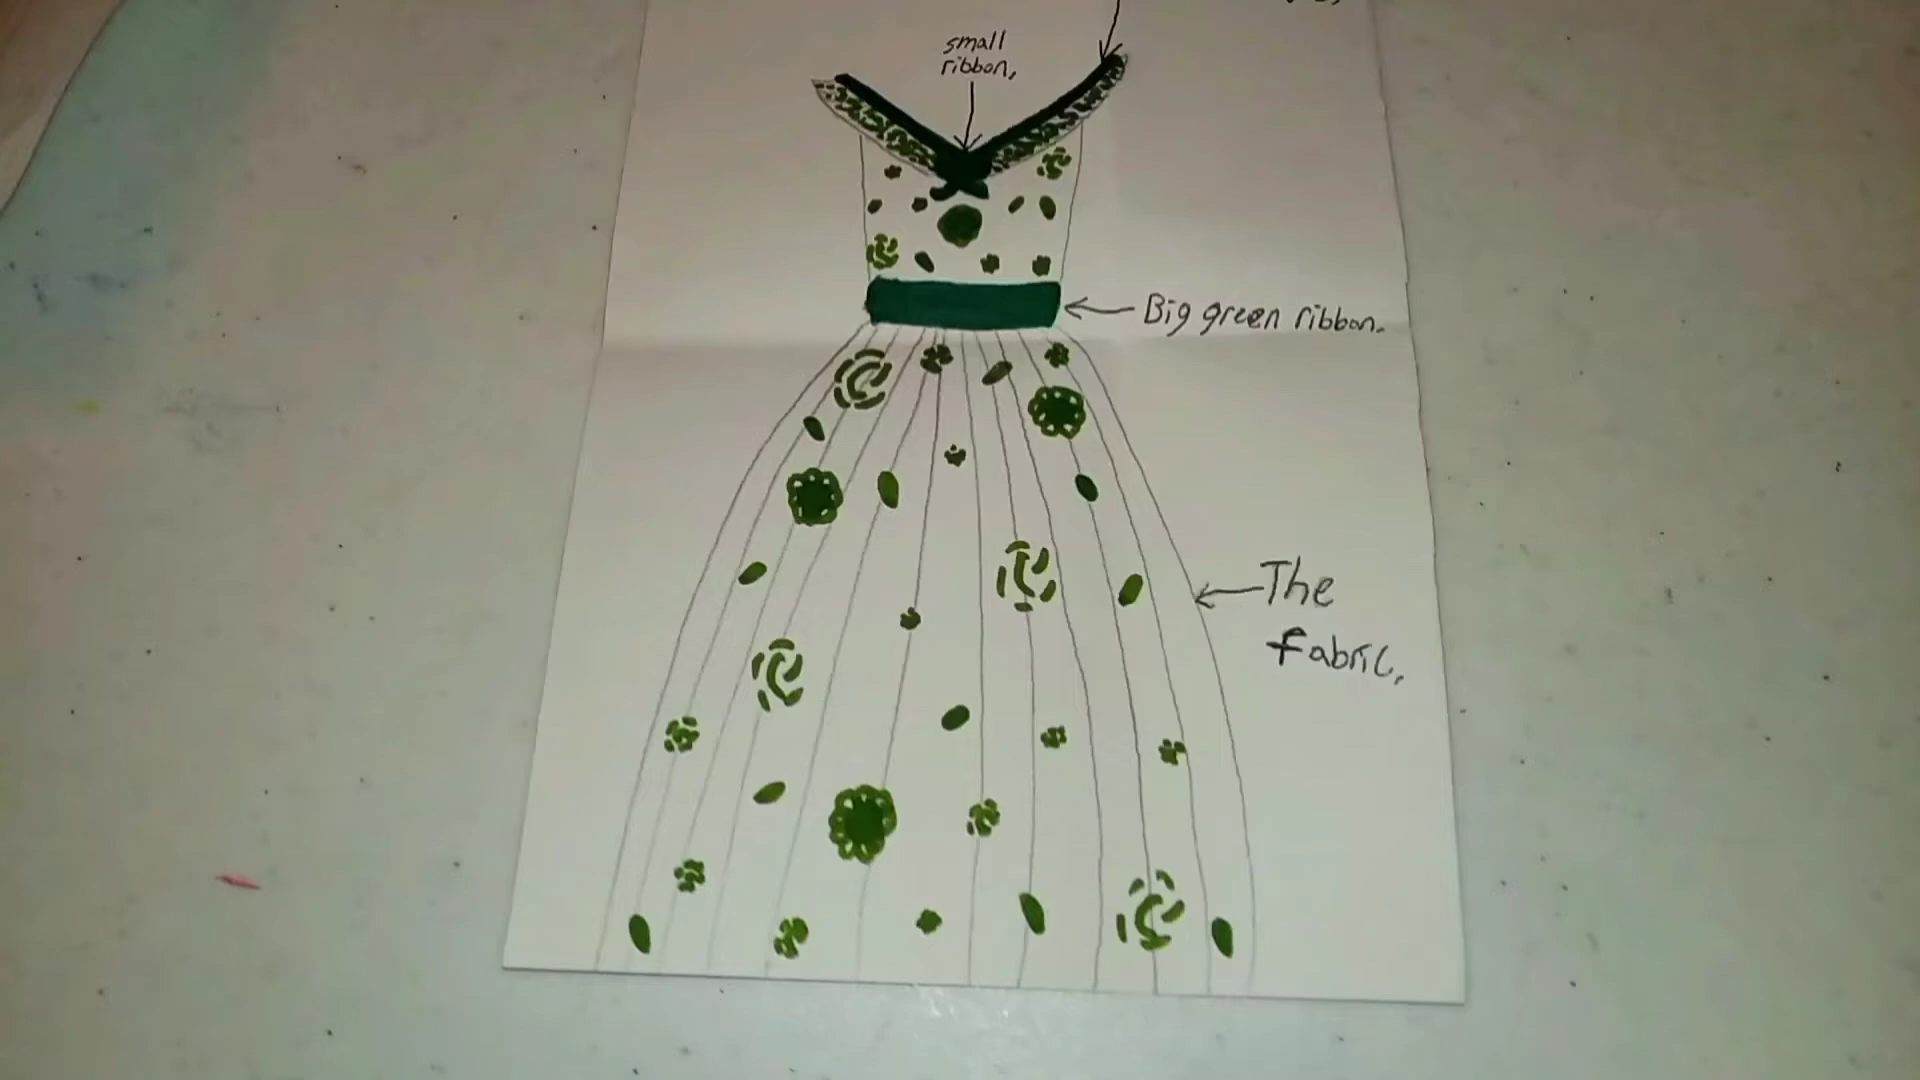 small
ribbon,
Big green ribbon.
The
fabric,